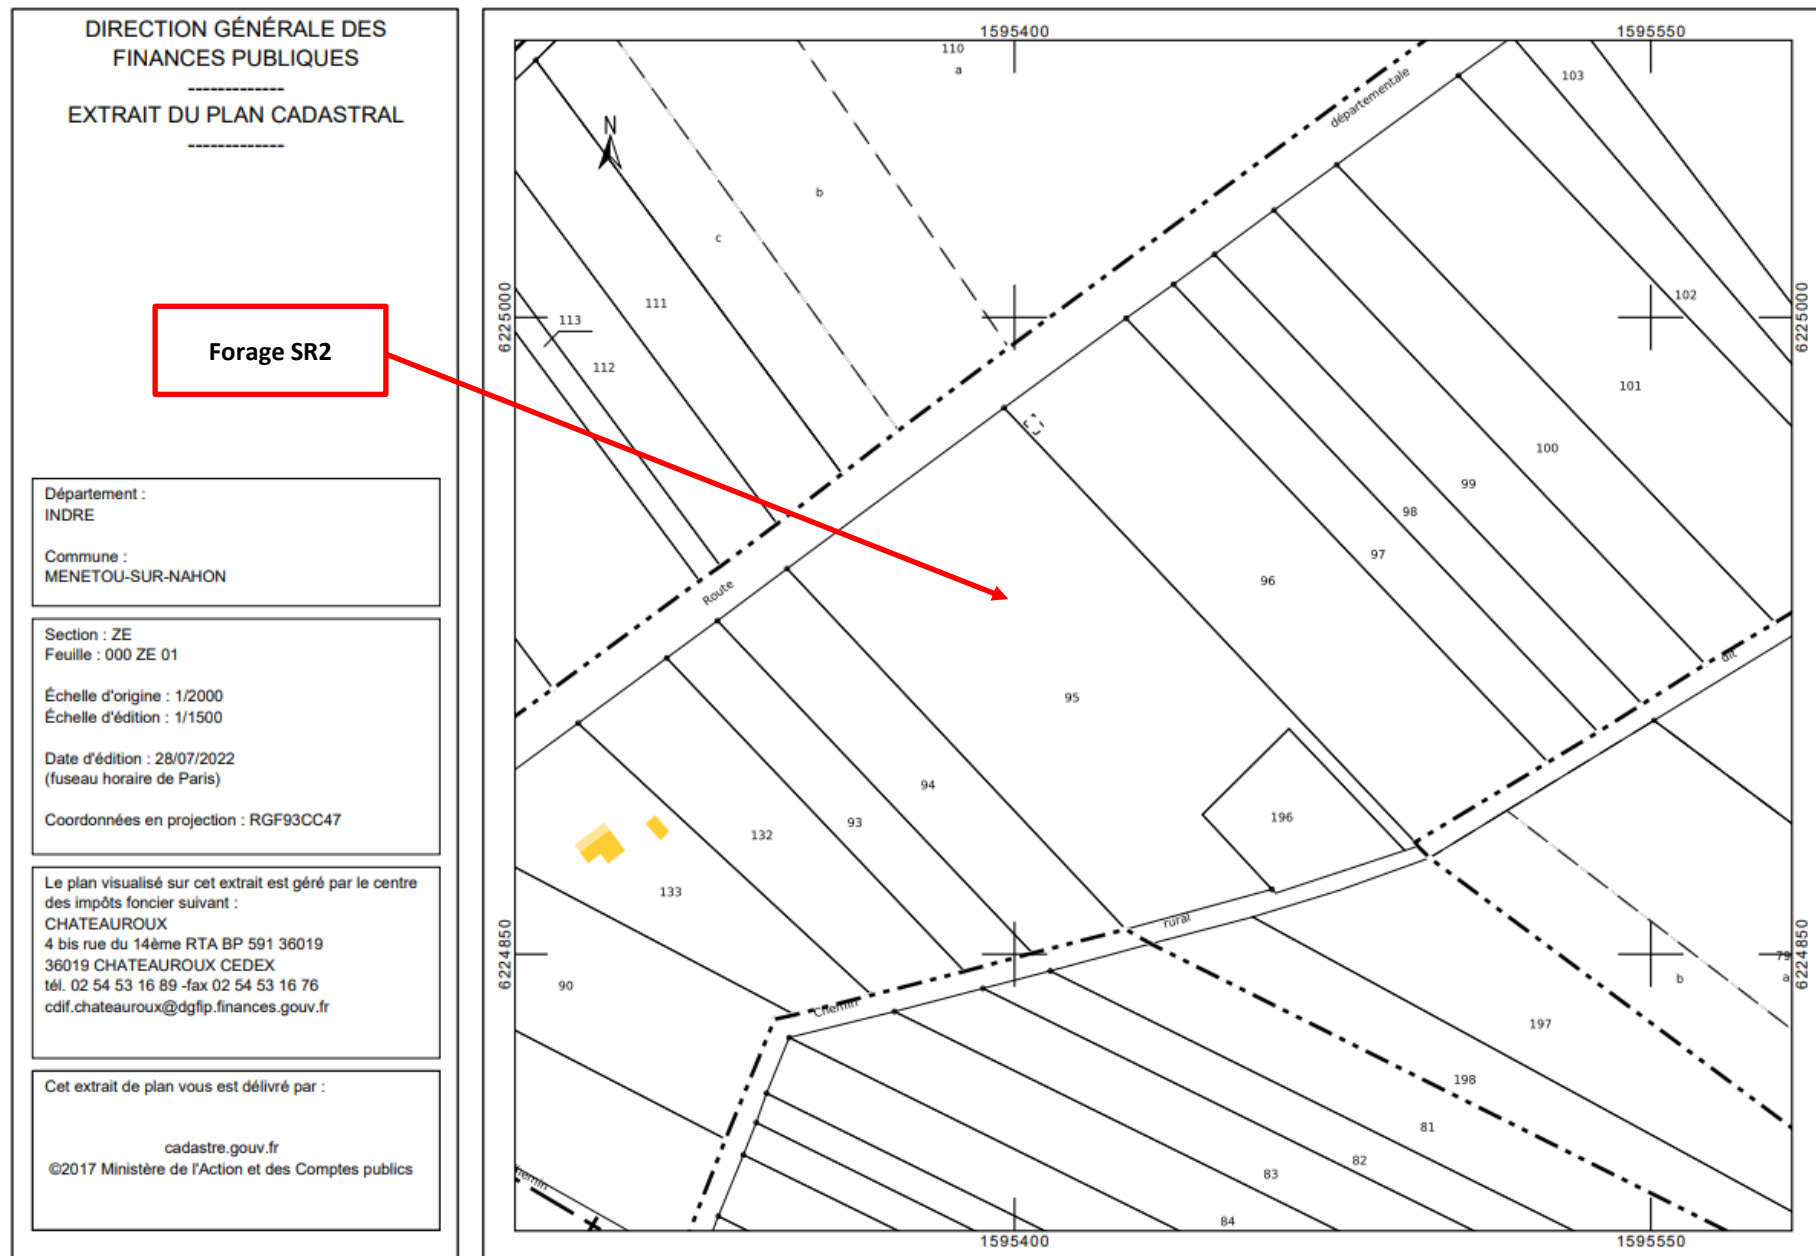 DIRECTION GÉNÉRALE DES
FINANCES PUBLIQUES
-------------
EXTRAIT DU PLAN CADASTRAL
-------------
Forage SR2
Département :
INDRE
Commune :
MENETOU-SUR-NAHON
Section : ZE
Feuille : 000 ZE 01
Échelle d'origine : 1/2000
Échelle d'édition : 1/1500
Date d'édition : 28/07/2022
(fuseau horaire de Paris)
Coordonnées en projection : RGF93CC47
Le plan visualisé sur cet extrait est géré par le centre
des impôts foncier suivant :
CHATEAUROUX
4 bis rue du 14ème RTA BP 591 36019
36019 CHATEAUROUX CEDEX
tél. 02 54 53 16 89 -fax 02 54 53 16 76
cdif.chateauroux@dgfip.finances.gouv.fr
Cet extrait de plan vous est délivré par :
cadastre.gouv.fr
©2017 Ministère de l'Action et des Comptes publics
1595400
1595550
110
a
103
départementale
N
b
c
102
6225000
6225000
111
113
112
101
100
99
98
97
96
Route
dit
95
94
93
132
133
196
rural
6224850
6224850
90
Chemin
79
a
b
197
198
81
82
83
84
hemin
1595400
1595550